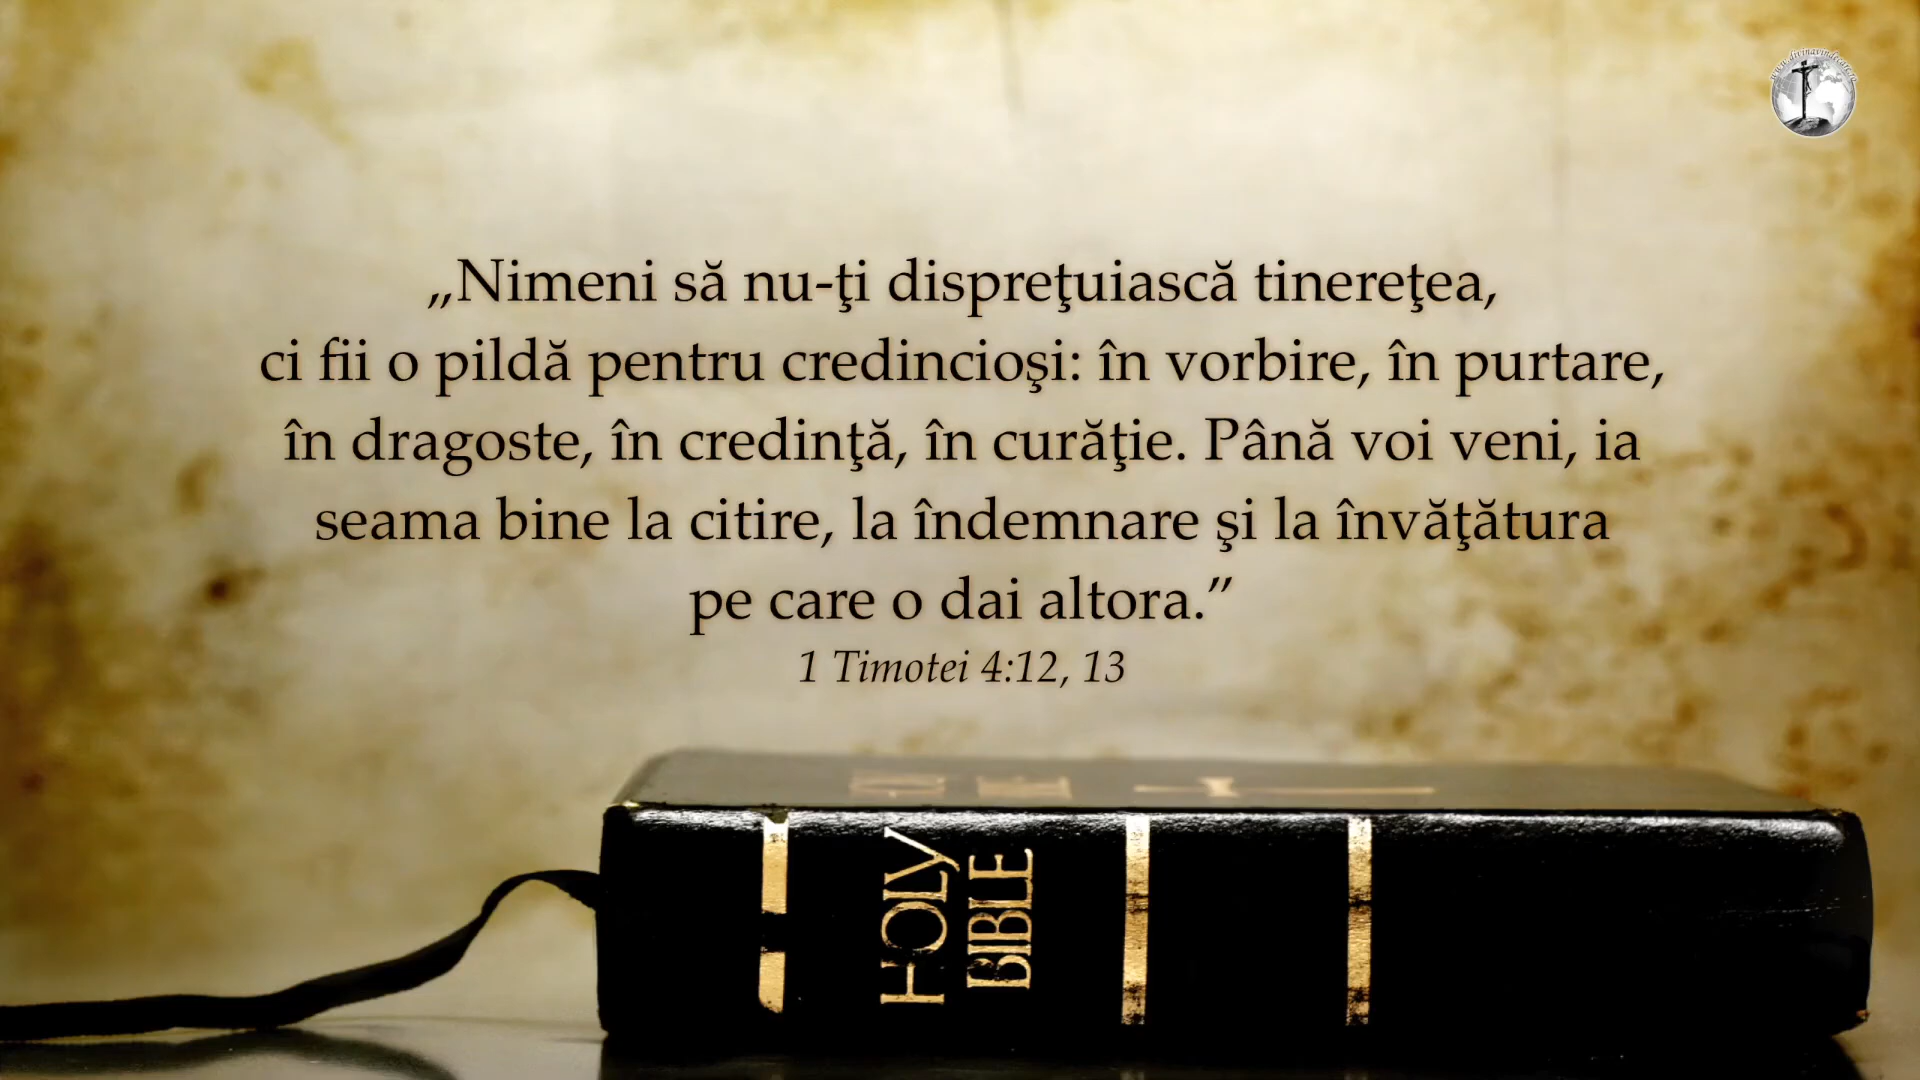 „Nimeni să nu-ţi dispreţuiască tinereţea,
ci fii o pildă pentru credincioşi: în vorbire, în purtare,
în dragoste, în credinţă, în curăţie. Până voi veni, ia
seama bine la citire, la îndemnare şi la învăţătura
pe care o dai altora.”
1 Timotei 4:12, 13
HOLY
BIBLE